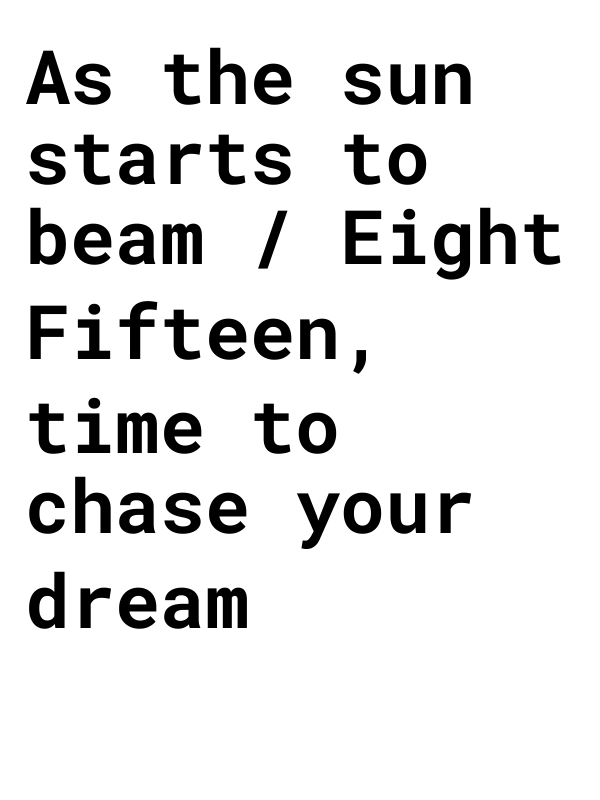 As the sun
starts to
beam / Eight
Fifteen,
time to
chase your
dream